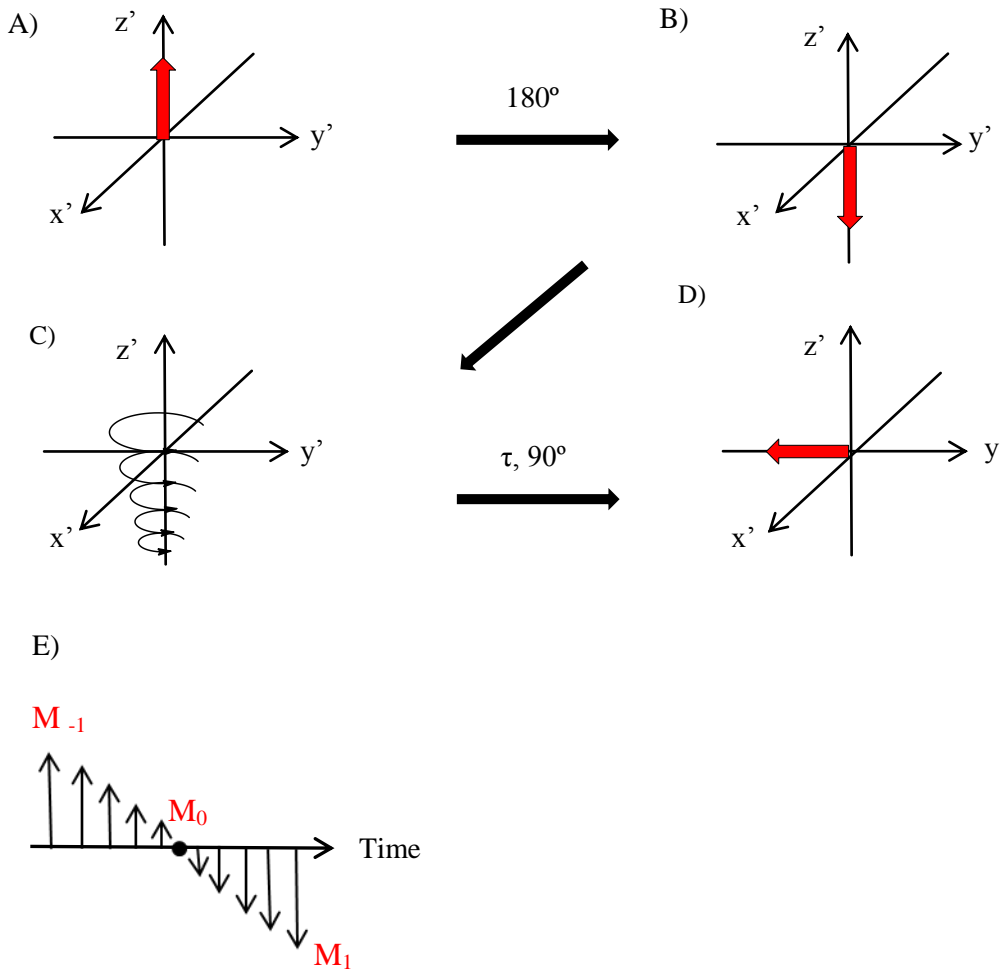 A)
z’
y’
x’
180º
B)
z’
y’
x’
C)
z’
y’
x’
τ, 90º
D)
z’
y
x’
E)
M -1
M0
Time
M1